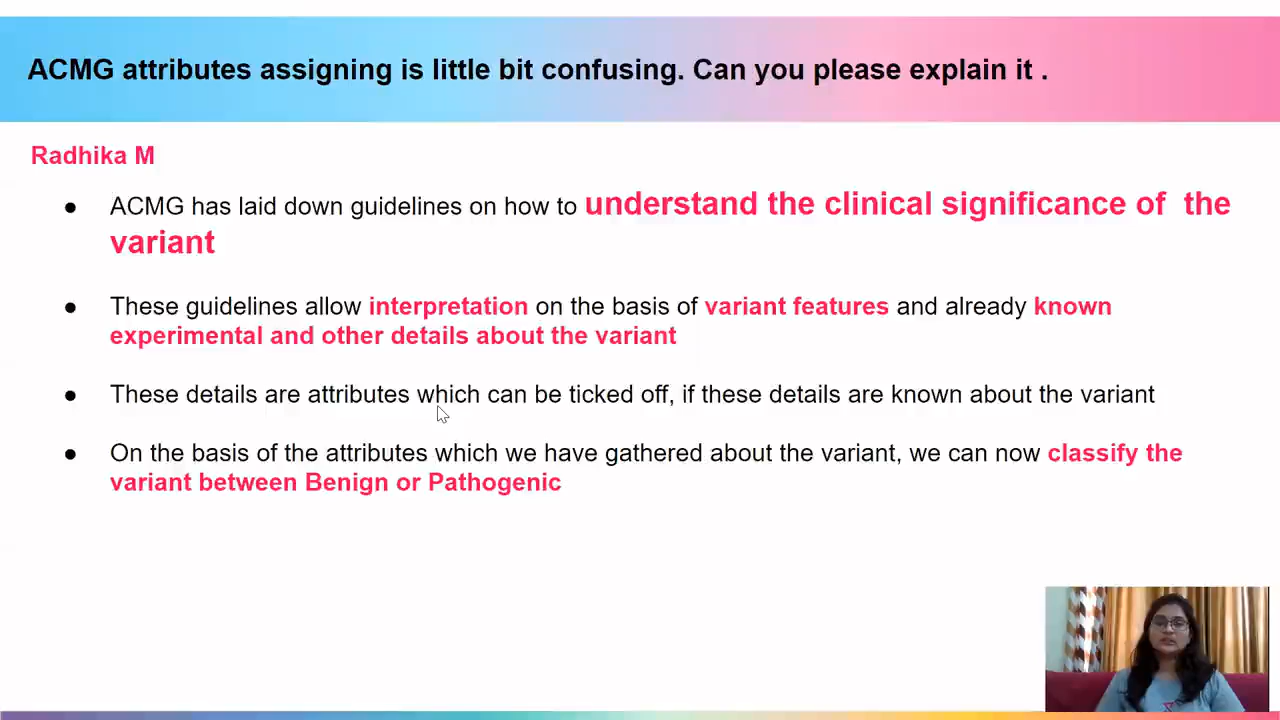 ACMG attributes assigning is little bit confusing. Can you please explain it .
Radhika M
● ACMG has laid down guidelines on how to understand the clinical significance of the
variant
● These guidelines allow interpretation on the basis of variant features and already known
experimental and other details about the variant
● These details are attributes which can be ticked off, if these details are known about the variant
● On the basis of the attributes which we have gathered about the variant, we can now classify the
variant between Benign or Pathogenic